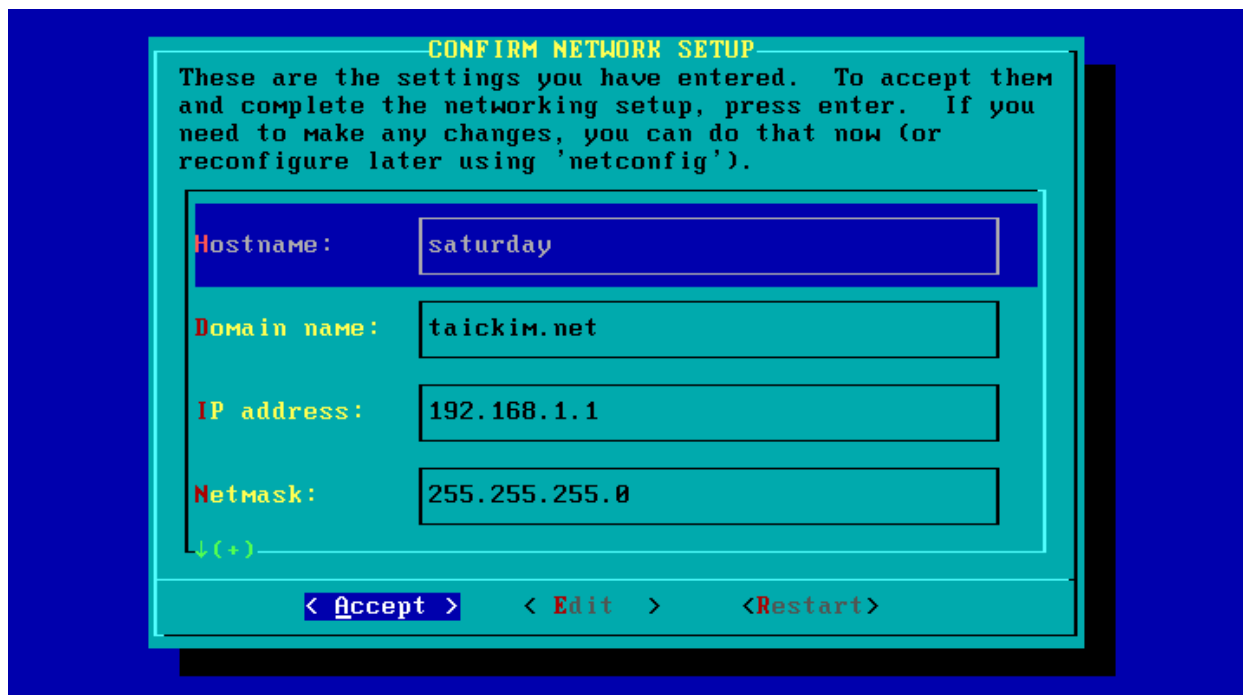 CONFIRM NETWORK SETUP
These are the settings you have entered.  To accept them
and complete the networking setup, press enter.  If you
need to make any changes, you can do that now (or
reconfigure later using 'netconfig').
Hostname: saturday
Domain name: taickim.net
IP address: 192.168.1.1
Netmask: 255.255.255.0
↓(+)
< Accept > < Edit > <Restart>